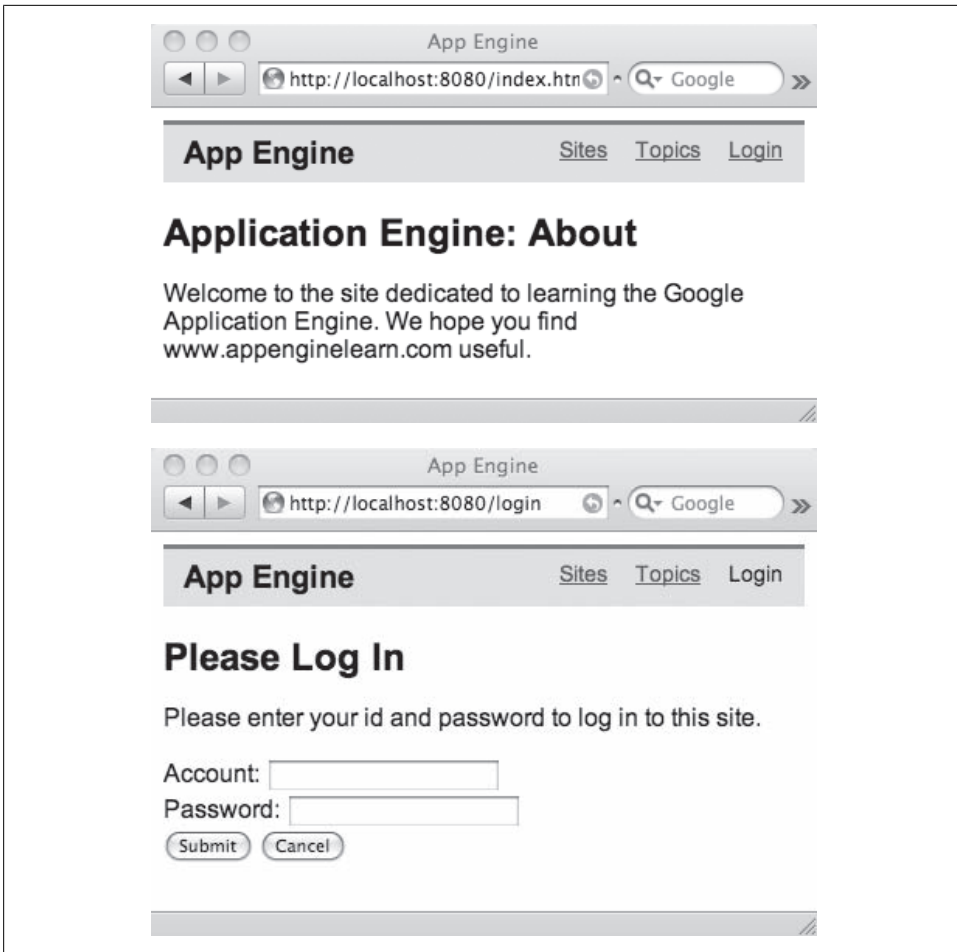 App Engine
http://localhost:8080/index.htn
Google
App Engine
Sites Topics Login
Application Engine: About
Welcome to the site dedicated to learning the Google
Application Engine. We hope you find
www.appenginelearn.com useful.
App Engine
http://localhost:8080/login
Google
App Engine
Sites Topics Login
Please Log In
Please enter your id and password to log in to this site.
Account:
Password:
Submit Cancel